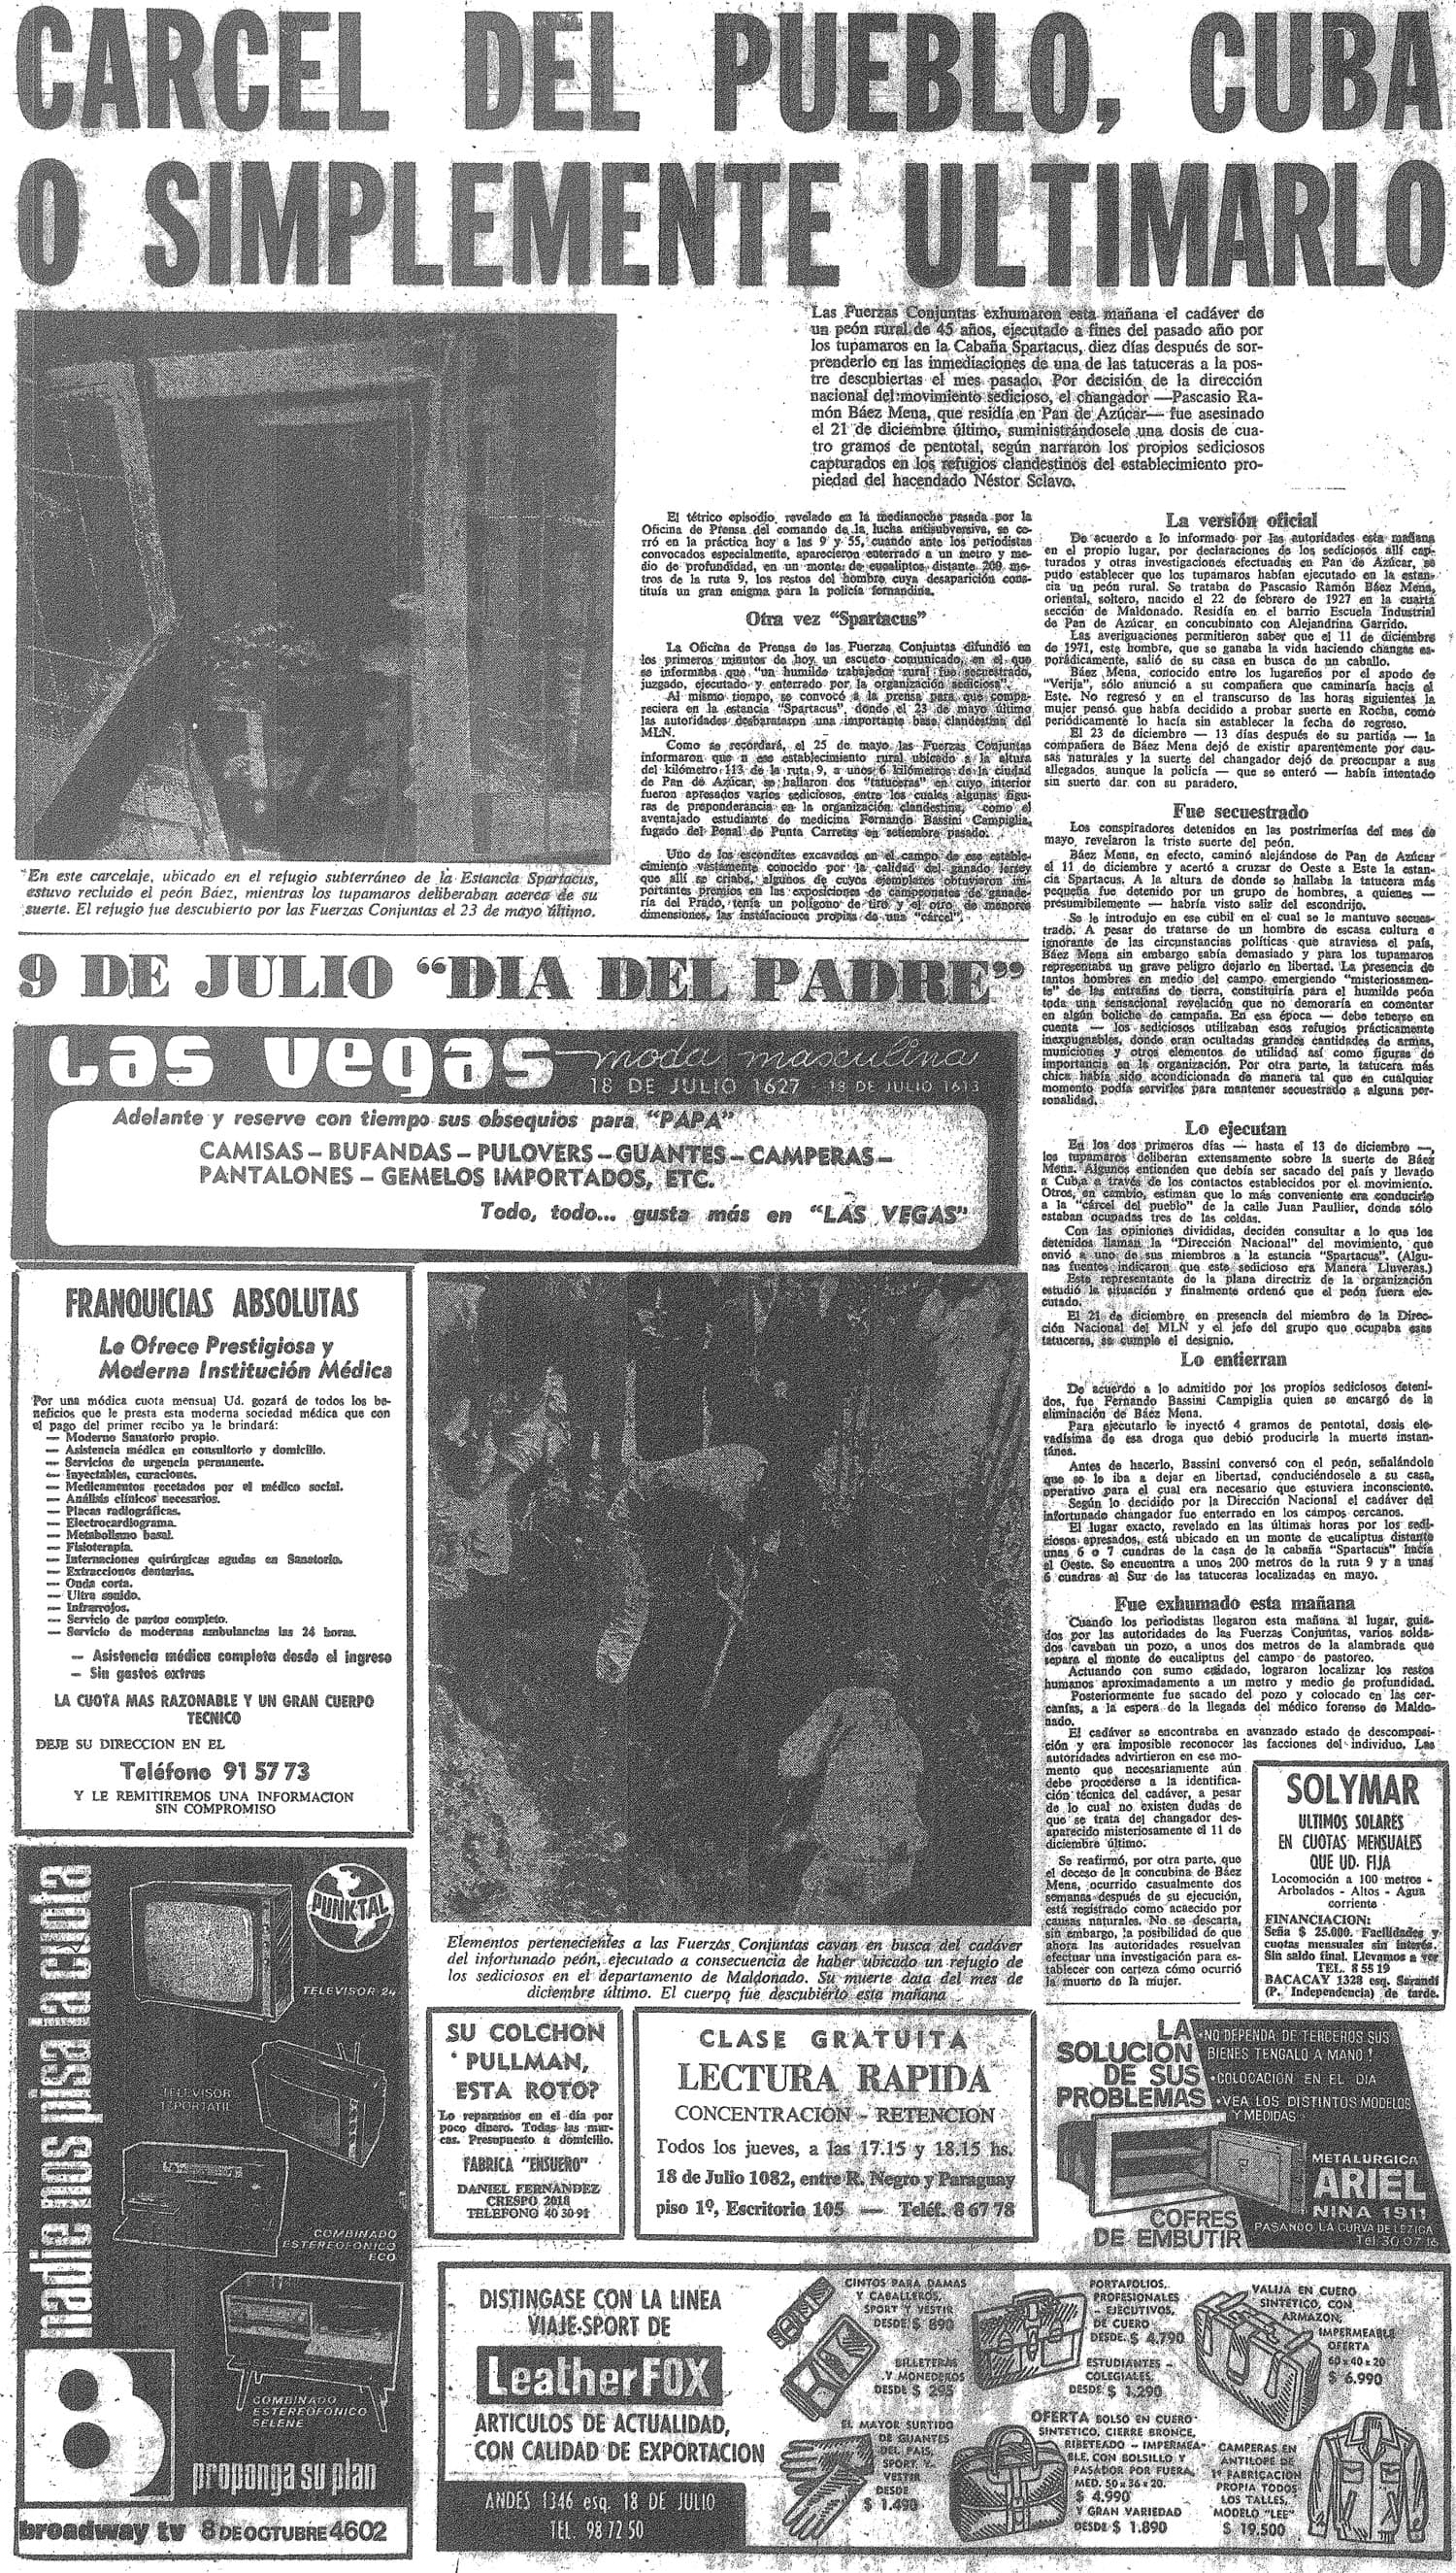 CARCEL DEL PUEBLO, CUBA
O SIMPLEMENTE ULTIMARLO
Las Fuerzas Conjuntas exhumaron esta mañana el cadáver de
un peón rural de 45 años, ejecutado a fines del pasado año por
los tupamaros en la Cabaña Spartacus, diez días después de sor-
prenderlo en las inmediaciones de una de las tatuceras a la pos-
tre descubiertas el mes pasado. Por decisión de la dirección
nacional del movimiento sedicioso, el changador —Pascasio Ra-
món Báez Mena, que residía en Pan de Azúcar— fue asesinado
el 21 de diciembre último, suministrándosele una dosis de cua-
tro gramos de pentotal, según narraron los propios sediciosos
capturados en los refugios clandestinos del establecimiento pro-
piedad del hacendado Néstor Sclavo.
"En este carcelaje, ubicado en el refugio subterráneo de la Estancia Spartacus,
estuvo recluido el peón Báez, mientras los tupamaros deliberaban acerca de su
suerte. El refugio fue descubierto por las Fuerzas Conjuntas el 23 de mayo último.
El tétrico episodio, revelado en la medianoche pasada por la
Oficina de Prensa del comando de la lucha antisubversiva, se ce-
rró en la práctica hoy a las 9 y 55, cuando ante los periodistas
convocados especialmente, aparecieron enterrado a un metro y me-
dio de profundidad, en un monte de eucaliptos, distante 200 me-
tros de la ruta 9, los restos del hombre cuya desaparición cons-
tituía un gran enigma para la policía fernandina.
Otra vez "Spartacus"
La Oficina de Prensa de las Fuerzas Conjuntas difundió en
los primeros minutos de hoy un escueto comunicado, en el que
se informaba que "un humilde trabajador rural fue secuestrado,
juzgado, ejecutado y enterrado por la organización sediciosa".
Al mismo tiempo, se convocó a la prensa para que compa-
reciera en la estancia "Spartacus", donde el 23 de mayo último
las autoridades desbarataron una importante base clandestina del
MLN.
Como se recordará, el 25 de mayo las Fuerzas Conjuntas
informaron que n ese establecimiento rural ubicado a la altura
del kilómetro 113 de la ruta 9, a unos 6 kilómetros de la ciudad
de Pan de Azúcar, se hallaron dos "tatuceras" en cuyo interior
fueron apresados varios sediciosos, entre los cuales algunas figu-
ras de preponderancia en la organización clandestina, como el
aventajado estudiante de medicina Fernando Bassini Campiglia,
fugado del Penal de Punta Carretas en setiembre pasado.
Uno de los escondites excavados en el campo de ese estable-
cimiento vastamente conocido por la calidad del ganado Jersey
que allí se criaba, algunos de cuyos ejemplares obtuvieron im-
portantes premios en las exposiciones de campeonatos de ganade-
ría del Prado, tenía un polígono de tiro y el otro, de menores
dimensiones, las instalaciones propias de una "cárcel".
La versión oficial
De acuerdo a lo informado por las autoridades esta mañana
en el propio lugar, por declaraciones de los sediciosos allí cap-
turados y otras investigaciones efectuadas en Pan de Azúcar, se
pudo establecer que los tupamaros habían ejecutado en la estan-
cia un peón rural. Se trataba de Pascasio Ramón Báez Mena,
oriental, soltero, nacido el 22 de febrero de 1927 en la cuarta
sección de Maldonado. Residía en el barrio Escuela Industrial
de Pan de Azúcar en concubinato con Alejandrina Garrido.
Las averiguaciones permitieron saber que el 11 de diciembre
de 1971, este hombre, que se ganaba la vida haciendo changas es-
porádicamente, salió de su casa en busca de un caballo.
Báez Mena, conocido entre los lugareños por el apodo de
"Verija", sólo anunció a su compañera que caminaría hacia el
Este. No regresó y en el transcurso de las horas siguientes la
mujer pensó que había decidido a probar suerte en Rocha, como
periódicamente lo hacía sin establecer la fecha de regreso.
El 23 de diciembre — 13 días después de su partida — la
compañera de Báez Mena dejó de existir aparentemente por cau-
sas naturales y la suerte del changador dejó de preocupar a sus
allegados, aunque la policía — que se enteró — había intentado
sin suerte dar con su paradero.
Fue secuestrado
Los conspiradores detenidos en las postrimerías del mes de
mayo, revelaron la triste suerte del peón.
Báez Mena, en efecto, caminó alejándose de Pan de Azúcar
el 11 de diciembre y acertó a cruzar de Oeste a Este la estan-
cia Spartacus. A la altura de donde se hallaba la tatucera más
pequeña fue detenido por un grupo de hombres, a quienes —
presumibilemente — habría visto salir del escondrijo.
Se le introdujo en ese cubil en el cual se le mantuvo secues-
trado. A pesar de tratarse de un hombre de escasa cultura e
ignorante de las circunstancias políticas que atraviesa el país,
Báez Mena sin embargo sabía demasiado y para los tupamaros
representaba un grave peligro dejarlo en libertad. La presencia de
tantos hombres en medio del campo emergiendo "misteriosamen-
te" de las entrañas de tierra, constituiría para el humilde peón
toda una sensacional revelación que no demoraría en comentar
en algún boliche de campaña. En esa época — debe tenerse en
cuenta — los sediciosos utilizaban esos refugios prácticamente
inexpugnables, donde eran ocultadas grandes cantidades de armas,
municiones y otros elementos de utilidad así como figuras de
importancia en la organización. Por otra parte, la tatucera más
chica había sido acondicionada de manera tal que en cualquier
momento podía servirles para mantener secuestrado a alguna per-
sonalidad.
Lo ejecutan
En los dos primeros días — hasta el 13 de diciembre —,
los tupamaros deliberan extensamente sobre la suerte de Báez
Mena. Algunos entienden que debía ser sacado del país y llevado
a Cuba a través de los contactos establecidos por el movimiento.
Otros, en cambio, estiman que lo más conveniente era conducirlo
a la "cárcel del pueblo" de la calle Juan Paullier, donde sólo
estaban ocupadas tres de las celdas.
Con las opiniones divididas, deciden consultar a lo que los
detenidos llaman la "Dirección Nacional" del movimiento, que
envió a uno de sus miembros a la estancia "Spartacus". (Algu-
nas fuentes indicaron que este sedicioso era Manera Lluveras.)
Este representante de la plana directriz de la organización
estudió la situación y finalmente ordenó que el peón fuera eje-
cutado.
El 21 de diciembre, en presencia del miembro de la Direc-
ción Nacional del MLN y el jefe del grupo que ocupaba esas
tatuceras, se cumple el designio.
Lo entierran
De acuerdo a lo admitido por los propios sediciosos deteni-
dos, fue Fernando Bassini Campiglia quien se encargó de la
eliminación de Báez Mena.
Para ejecutarlo le inyectó 4 gramos de pentotal, dosis ele-
vadísima de esa droga que debió producirle la muerte instan-
tánea.
Antes de hacerlo, Bassini conversó con el peón, señalándole
que se le iba a dejar en libertad, conduciéndosele a su casa,
operativo para el cual era necesario que estuviera inconsciente.
Según lo decidido por la Dirección Nacional el cadáver del
infortunado changador fue enterrado en los campos cercanos.
El lugar exacto, revelado en las últimas horas por los sedi-
ciosos apresados, está ubicado en un monte de eucaliptus distante
unas 6 o 7 cuadras de la casa de la cabaña "Spartacus" hacia
el Oeste. Se encuentra a unos 200 metros de la ruta 9 y a unas
6 cuadras al Sur de las tatuceras localizadas en mayo.
Fue exhumado esta mañana
Cuando los periodistas llegaron esta mañana al lugar, guia-
dos por las autoridades de las Fuerzas Conjuntas, varios solda-
dos cavaban un pozo, a unos dos metros de la alambrada que
separa el monte de eucaliptus del campo de pastoreo.
Actuando con sumo cuidado, lograron localizar los restos
humanos aproximadamente a un metro y medio de profundidad.
Posteriormente fue sacado del pozo y colocado en las cer-
canías, a la espera de la llegada del médico forense de Maldo-
nado.
El cadáver se encontraba en avanzado estado de descomposi-
ción y era imposible reconocer las facciones del individuo. Las
autoridades advirtieron en ese mo-
mento que necesariamente aún
debe procederse a la identifica-
ción técnica del cadáver, a pesar
de lo cual no existen dudas de
que se trata del changador des-
aparecido misteriosamente el 11 de
diciembre último.
Se reafirmó, por otra parte, que
el deceso de la concubina de Báez
Mena, ocurrido casualmente dos
semanas después de su ejecución,
está registrado como acaecido por
causas naturales. No se descarta,
sin embargo, la posibilidad de que
ahora las autoridades resuelvan
efectuar una investigación para es-
tablecer con certeza cómo ocurrió
la muerte de la mujer.
9 DE JULIO "DIA DEL PADRE"
Las Vegas moda masculina
18 DE JULIO 1627 18 DE JULIO 1613
Adelante y reserve con tiempo sus obsequios para "PAPA"
CAMISAS – BUFANDAS – PULOVERS – GUANTES – CAMPERAS –
PANTALONES – GEMELOS IMPORTADOS, ETC.
Todo, todo... gusta más en "LAS VEGAS"
FRANQUICIAS ABSOLUTAS
Le Ofrece Prestigiosa y
Moderna Institución Médica
Por una módica cuota mensual Ud. gozará de todos los be-
neficios que le presta esta moderna sociedad médica que con
el pago del primer recibo ya le brindará:
— Moderno Sanatorio propio.
— Asistencia médica en consultorio y domicilio.
— Servicios de urgencia permanente.
— Inyectables, curaciones.
— Medicamentos recetados por el médico social.
— Análisis clínicos necesarios.
— Placas radiográficas.
— Electrocardiograma.
— Metabolismo basal.
— Fisioterapia.
— Internaciones quirúrgicas agudas en Sanatorio.
— Extracciones dentarias.
— Onda corta.
— Ultra sonido.
— Infrarrojos.
— Servicio de partos completo.
— Servicio de modernas ambulancias las 24 horas.
— Asistencia médica completa desde el ingreso
— Sin gastos extras
LA CUOTA MAS RAZONABLE Y UN GRAN CUERPO
TECNICO
DEJE SU DIRECCION EN EL
Teléfono 91 57 73
Y LE REMITIREMOS UNA INFORMACION
SIN COMPROMISO
Elementos pertenecientes a las Fuerzas Conjuntas cavan en busca del cadáver
del infortunado peón, ejecutado a consecuencia de haber ubicado un refugio de
los sediciosos en el departamento de Maldonado. Su muerte data del mes de
diciembre último. El cuerpo fue descubierto esta mañana
SOLYMAR
ULTIMOS SOLARES
EN CUOTAS MENSUALES
QUE UD. FIJA
Locomoción a 100 metros -
Arbolados - Altos - Agua
corriente
FINANCIACION:
Seña $ 25.000. Facilidades y
cuotas mensuales sin interés.
Sin saldo final. Llevamos a ver
TEL. 8 55 19
BACACAY 1328 esq. Sarandí
(P. Independencia) de tarde.
nadie nos pisa la cuota
PUNKTAL
TELEVISOR 24
TELEVISOR
PORTATIL
COMBINADO
ESTEREOFONICO
ECO
COMBINADO
ESTEREOFONICO
SELENE
B
proponga su plan
broadway tv 8 DE OCTUBRE 4602
SU COLCHON
PULLMAN,
ESTA ROTO?
Lo reparamos en el día por
poco dinero. Todas las mar-
cas. Presupuesto a domicilio.
FABRICA "ENSUEÑO"
DANIEL FERNANDEZ
CRESPO 2018
TELEFONO 40 30 91
CLASE GRATUITA
LECTURA RAPIDA
CONCENTRACION - RETENCION
Todos los jueves, a las 17.15 y 18.15 hs.
18 de Julio 1082, entre R. Negro y Paraguay
piso 1º, Escritorio 105 — Teléf. 8 67 78
LA
SOLUCION
DE SUS
PROBLEMAS
•NO DEPENDA DE TERCEROS SUS
BIENES TENGALO A MANO!
•COLOCACION EN EL DIA
•VEA LOS DISTINTOS MODELOS
Y MEDIDAS
METALURGICA
ARIEL
NINA 1911
PASANDO LA CURVA DE LEZICA
Tel. 30 07 16
COFRES
DE EMBUTIR
DISTINGASE CON LA LINEA
VIAJE-SPORT DE
LeatherFOX
ARTICULOS DE ACTUALIDAD,
CON CALIDAD DE EXPORTACION
ANDES 1346 esq. 18 DE JULIO
TEL. 98 72 50
CINTOS PARA DAMAS
Y CABALLEROS,
SPORT Y VESTIR
DESDE $ 890
BILLETERAS
Y MONEDEROS
DESDE $ 295
EL MAYOR SURTIDO
DE GUANTES
DEL PAIS,
SPORT Y
VESTIR
DESDE
$ 1.490
PORTAFOLIOS,
PROFESIONALES
- EJECUTIVOS,
DE CUERO
DESDE $ 4.790
ESTUDIANTES -
COLEGIALES,
DESDE $ 1.290
OFERTA BOLSO EN CUERO
SINTETICO, CIERRE BRONCE,
RIBETEADO - IMPERMEA-
BLE, CON BOLSILLO Y
PASADOR POR FUERA,
MED. 50 x 36 x 20.
$ 4.990
Y GRAN VARIEDAD
DESDE $ 1.890
VALIJA EN CUERO
SINTETICO, CON
ARMAZON,
IMPERMEABLE
OFERTA
60 x 40 x 20
$ 6.990
CAMPERAS EN
ANTILOPE DE
1ª FABRICACION
PROPIA TODOS
LOS TALLES,
MODELO "LEE"
$ 19.500